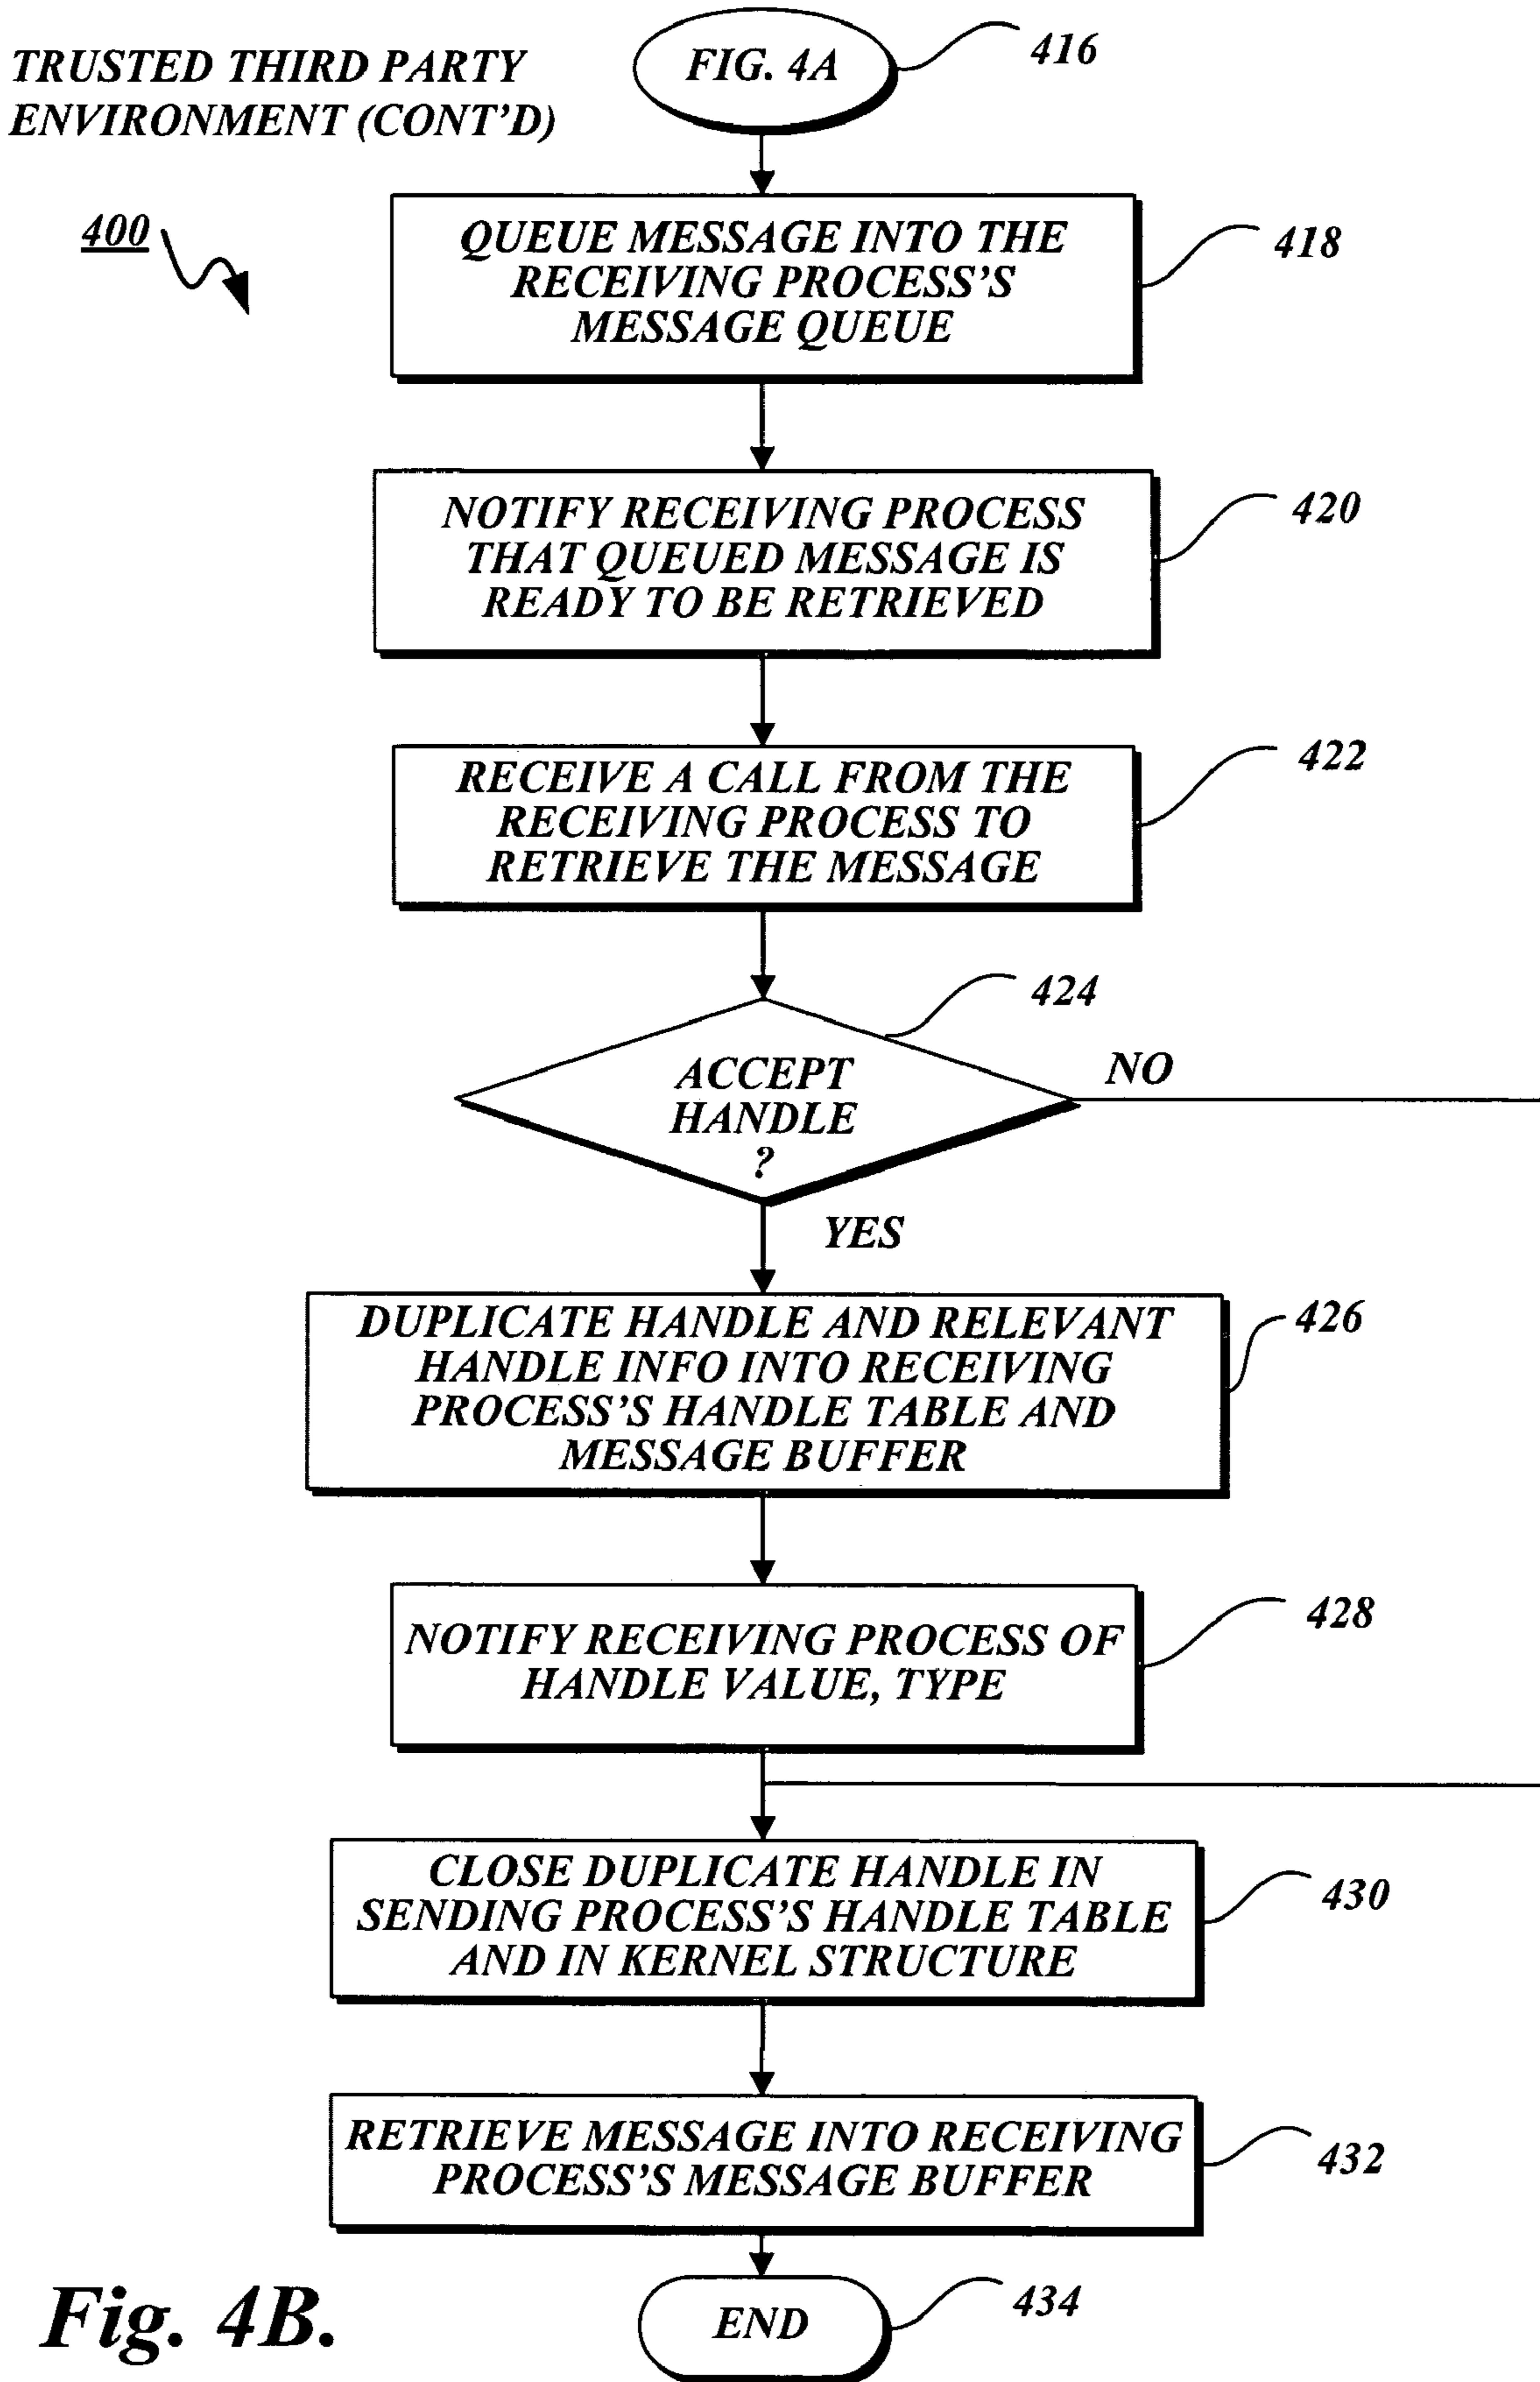 TRUSTED THIRD PARTY
ENVIRONMENT (CONT'D)
FIG. 4A
416
400
QUEUE MESSAGE INTO THE
RECEIVING PROCESS'S
MESSAGE QUEUE
418
NOTIFY RECEIVING PROCESS
THAT QUEUED MESSAGE IS
READY TO BE RETRIEVED
420
RECEIVE A CALL FROM THE
RECEIVING PROCESS TO
RETRIEVE THE MESSAGE
422
ACCEPT
HANDLE
?
424
NO
YES
DUPLICATE HANDLE AND RELEVANT
HANDLE INFO INTO RECEIVING
PROCESS'S HANDLE TABLE AND
MESSAGE BUFFER
426
NOTIFY RECEIVING PROCESS OF
HANDLE VALUE, TYPE
428
CLOSE DUPLICATE HANDLE IN
SENDING PROCESS'S HANDLE TABLE
AND IN KERNEL STRUCTURE
430
RETRIEVE MESSAGE INTO RECEIVING
PROCESS'S MESSAGE BUFFER
432
END
434
Fig. 4B.